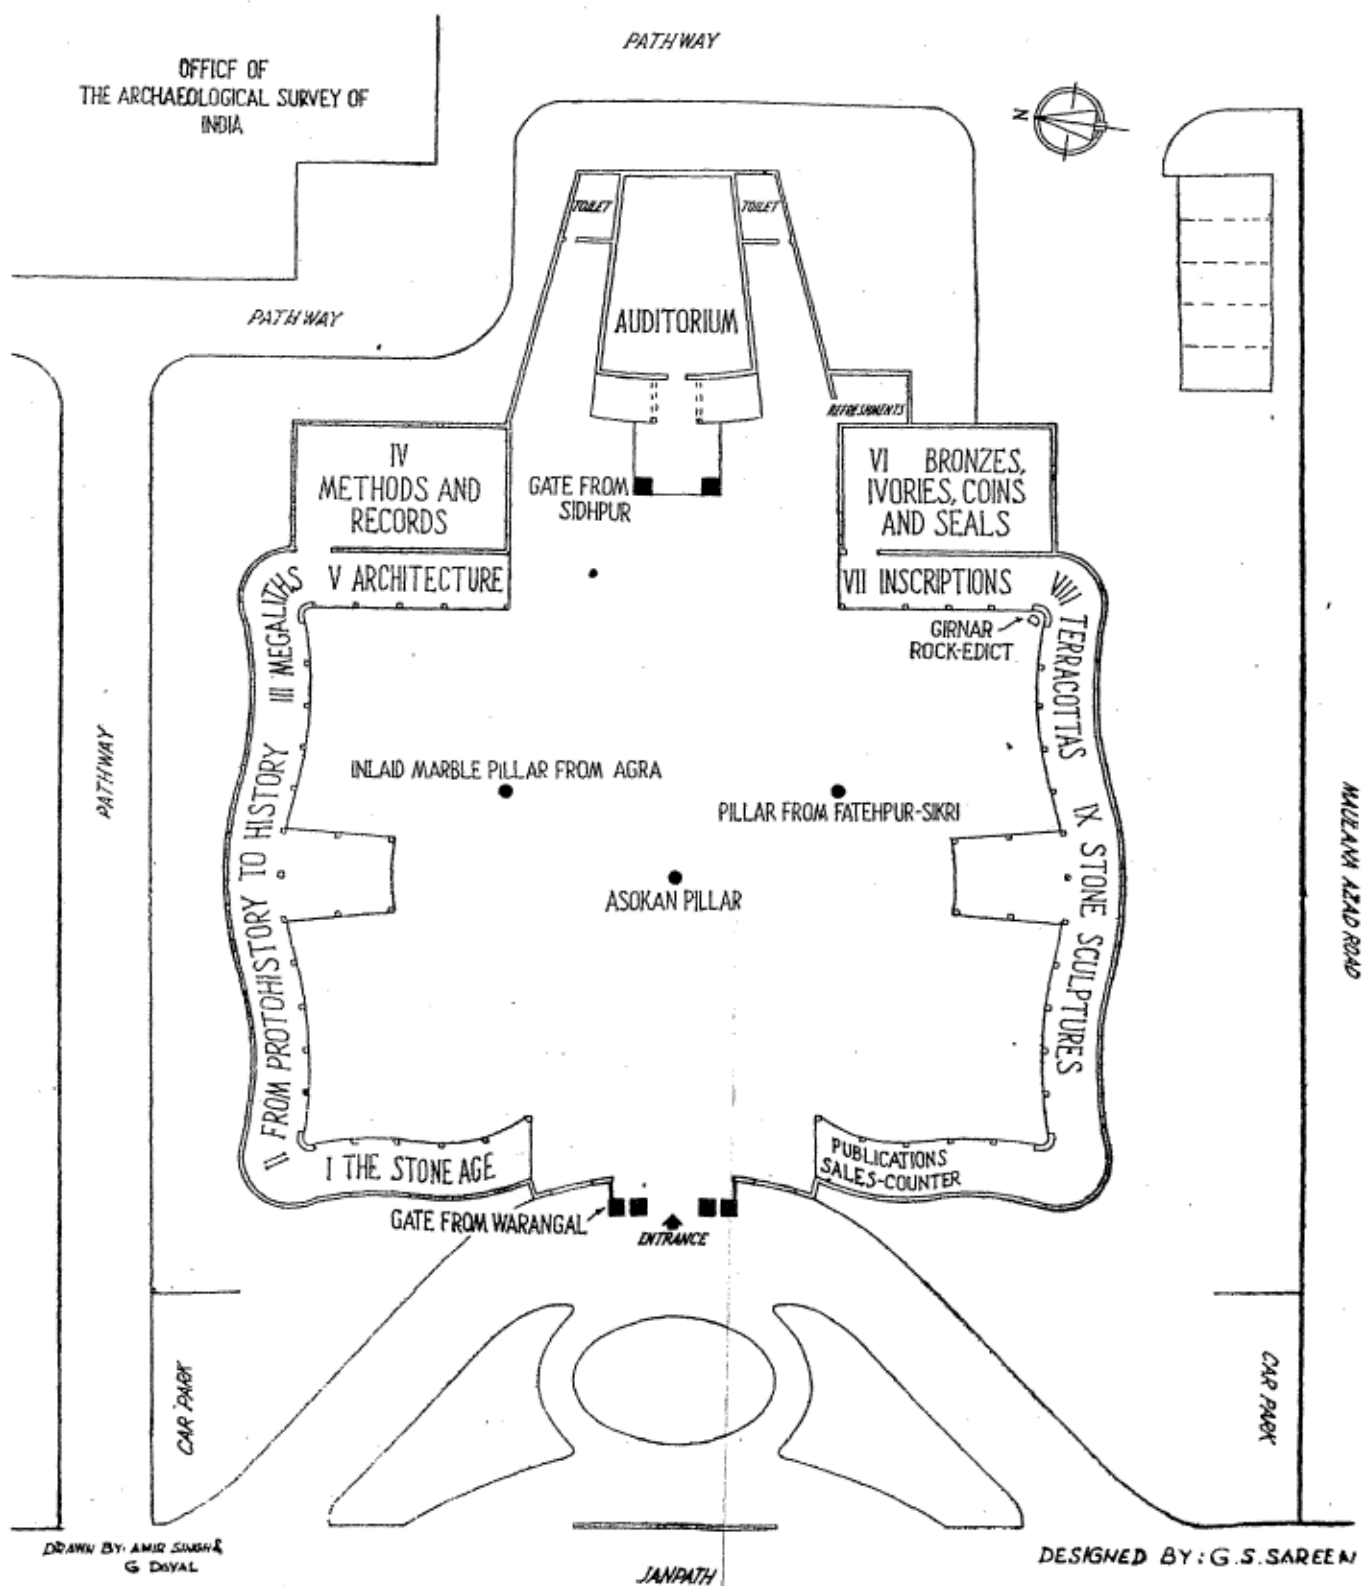 PATHWAY
OFFICF OF
THE ARCHAEOLOGICAL SURVEY OF
INDIA
N
TOILET
TOILET
AUDITORIUM
PATHWAY
REFRESHMENTS
IV
METHODS AND
RECORDS
GATE FROM
SIDHPUR
VI BRONZES,
IVORIES, COINS
AND SEALS
V ARCHITECTURE
VII INSCRIPTIONS
III MEGALITHS
VIII TERRACOTTAS
GIRNAR
ROCK-EDICT
PATHWAY
INLAID MARBLE PILLAR FROM AGRA
PILLAR FROM FATEHPUR-SIKRI
MAULANA AZAD ROAD
II FROM PROTOHISTORY TO HISTORY
ASOKAN PILLAR
IX STONE SCULPTURES
I THE STONE AGE
PUBLICATIONS
SALES-COUNTER
GATE FROM WARANGAL
ENTRANCE
CAR PARK
CAR PARK
DRAWN BY: AMIR SINGH &
G DAYAL
JANPATH
DESIGNED BY: G.S. SAREEN